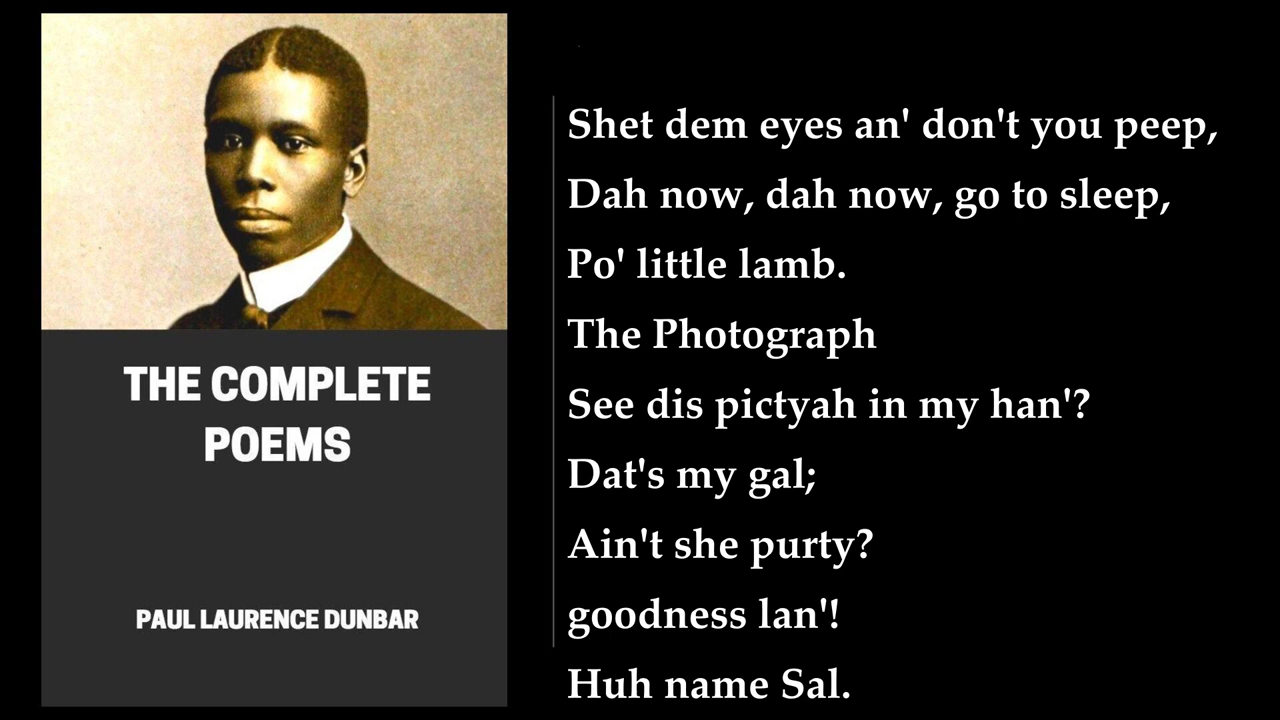 THE COMPLETE
POEMS
PAUL LAURENCE DUNBAR
Shet dem eyes an' don't you peep,
Dah now, dah now, go to sleep,
Po' little lamb.
The Photograph
See dis pictyah in my han'?
Dat's my gal;
Ain't she purty?
goodness lan'!
Huh name Sal.